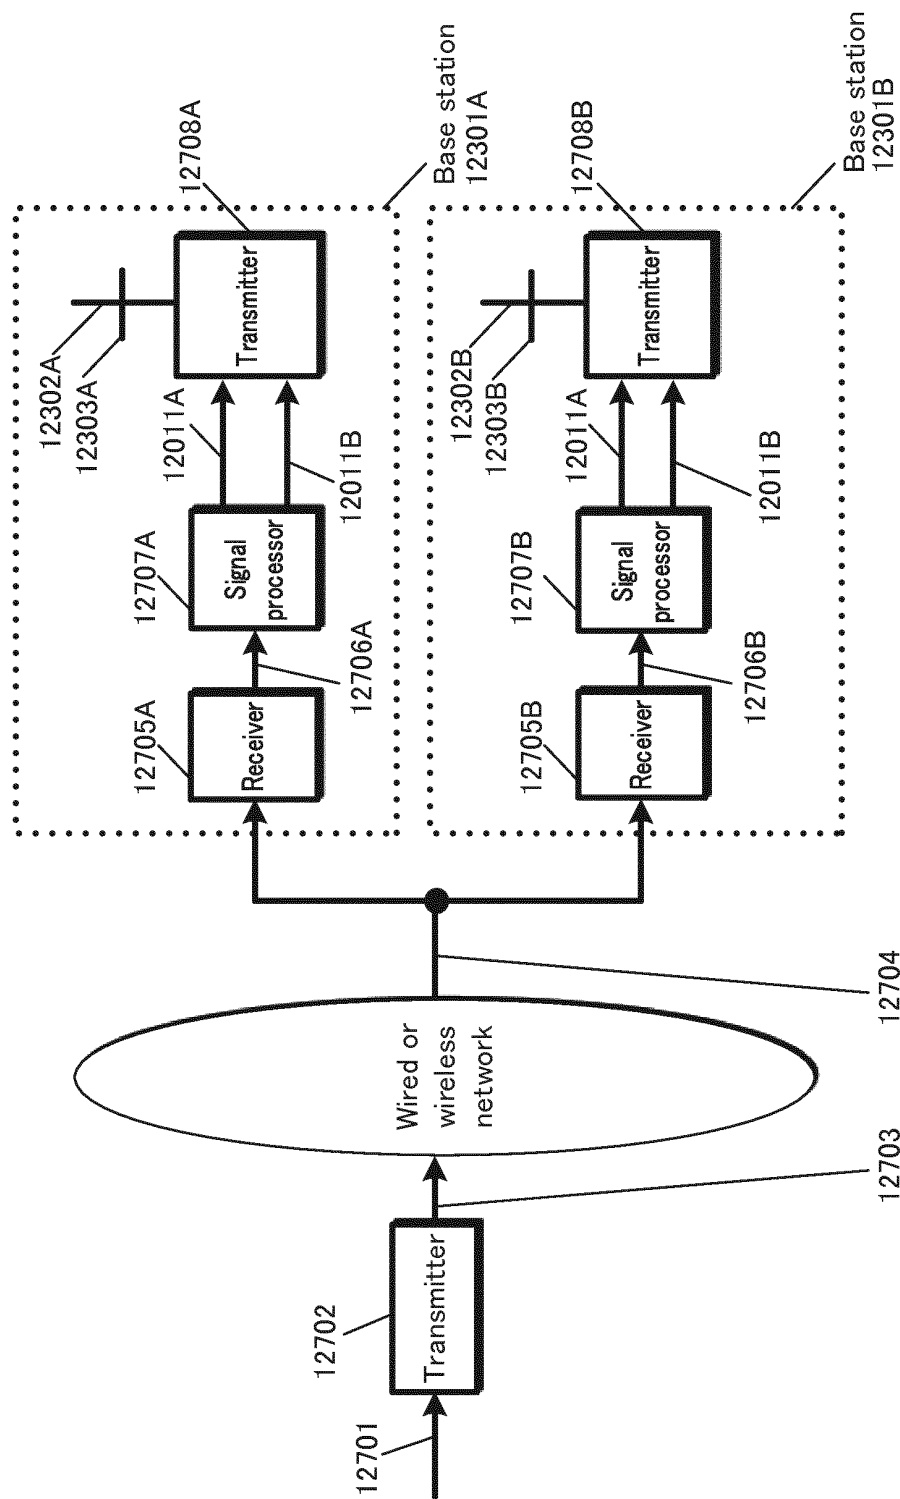 12701
12702
Transmitter
12703
Wired or
wireless
network
12704
12705A
Receiver
12706A
12707A
Signal
processor
12011A
12011B
12302A
12303A
Transmitter
12708A
Base station
12301A
12705B
Receiver
12706B
12707B
Signal
processor
12011A
12011B
12302B
12303B
Transmitter
12708B
Base station
12301B